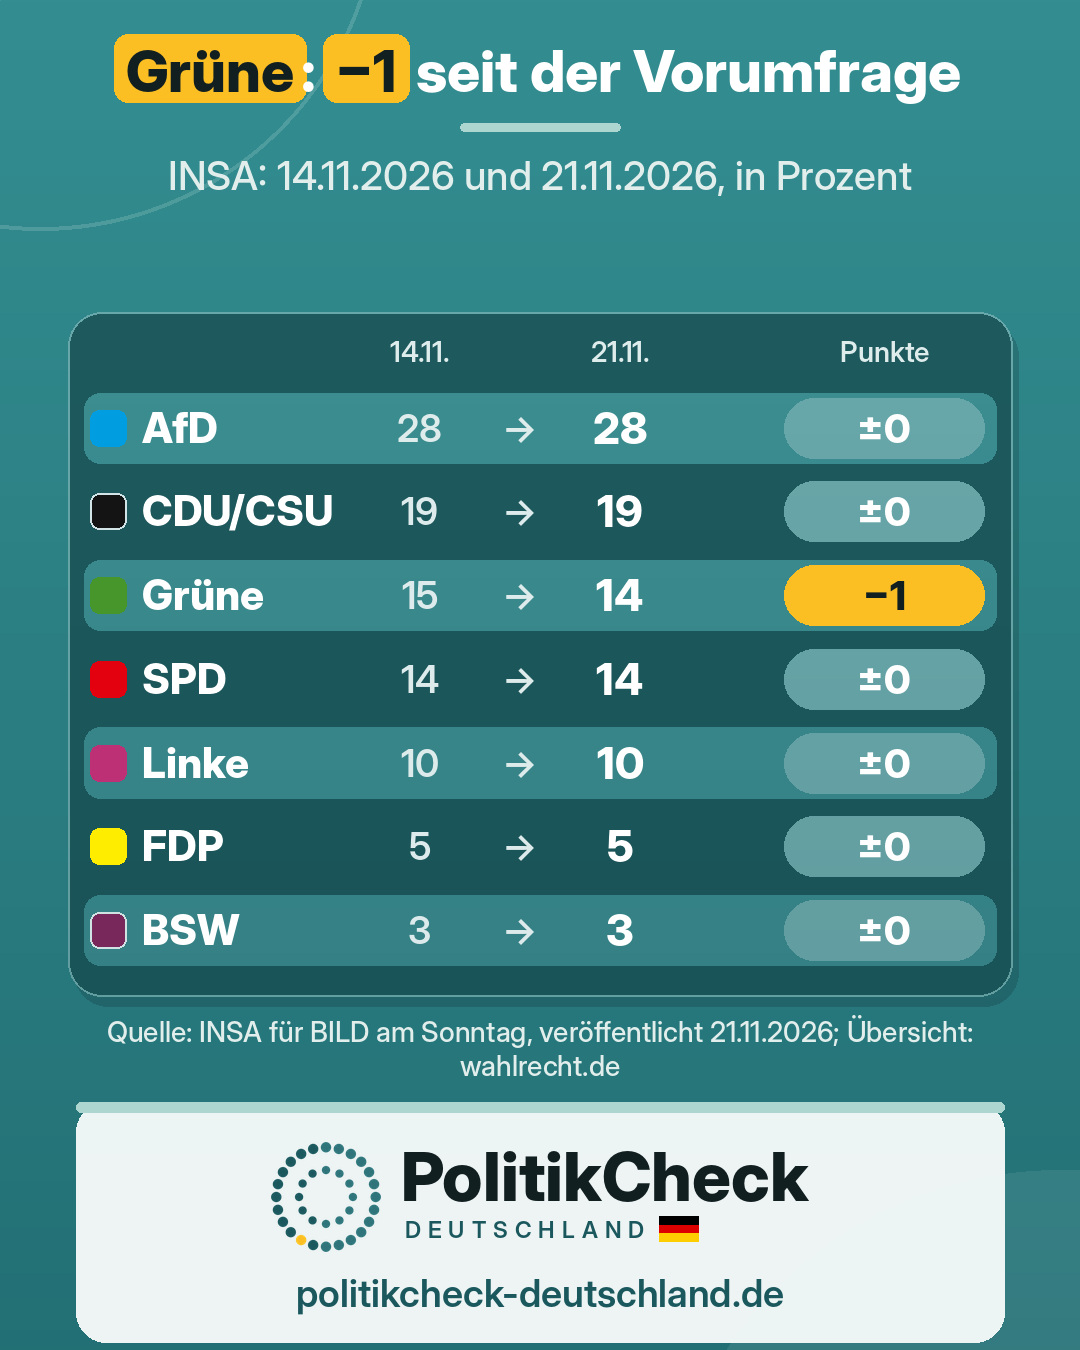 Grüne: −1 seit der Vorumfrage
INSA: 14.11.2026 und 21.11.2026, in Prozent
14.11. 21.11. Punkte
AfD 28 → 28 ±0
CDU/CSU 19 → 19 ±0
Grüne 15 → 14 −1
SPD 14 → 14 ±0
Linke 10 → 10 ±0
FDP 5 → 5 ±0
BSW 3 → 3 ±0
Quelle: INSA für BILD am Sonntag, veröffentlicht 21.11.2026; Übersicht:
wahlrecht.de
PolitikCheck
DEUTSCHLAND
politikcheck-deutschland.de